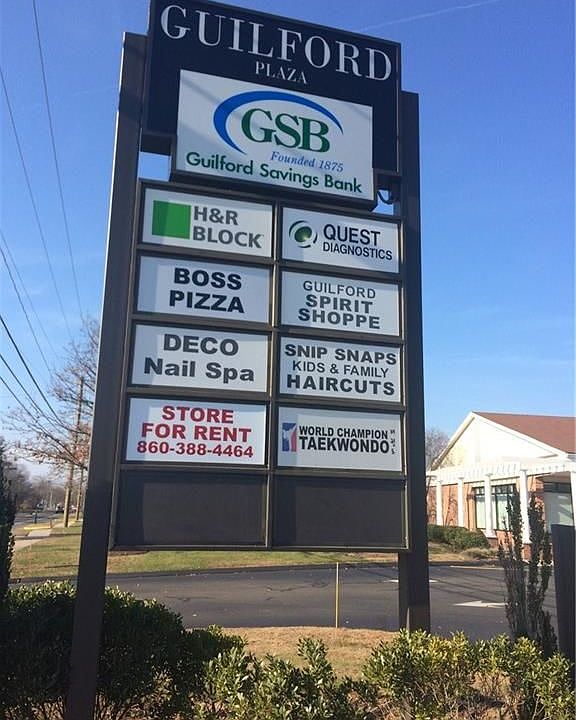 GUILFORD
PLAZA
GSB
Founded 1875
Guilford Savings Bank
H&R
BLOCK
QUEST
DIAGNOSTICS
BOSS
PIZZA
GUILFORD
SPIRIT
SHOPPE
DECO
Nail Spa
SNIP SNAPS
KIDS & FAMILY
HAIRCUTS
STORE
FOR RENT
860-388-4464
WORLD CHAMPION
TAEKWONDO